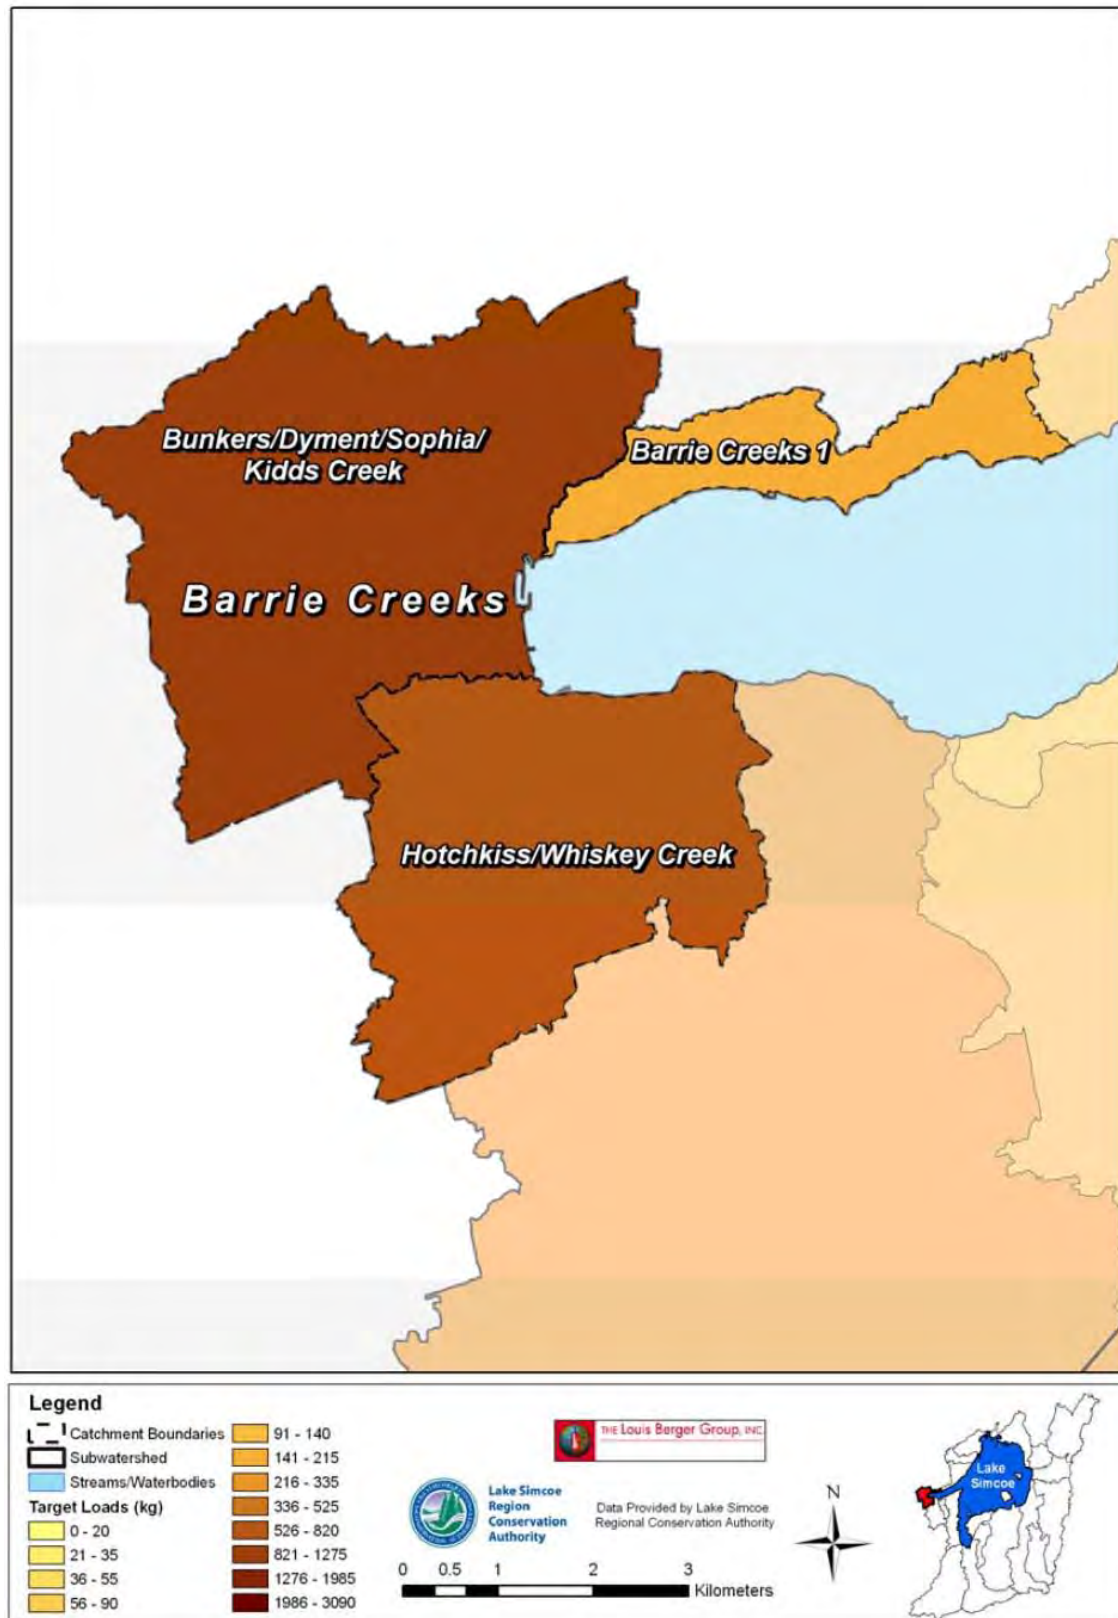 Bunkers/Dyment/Sophia/
Kidds Creek
Barrie Creeks 1
Barrie Creeks
Hotchkiss/Whiskey Creek
Legend
Catchment Boundaries
Subwatershed
Streams/Waterbodies
Target Loads (kg)
0 - 20
21 - 35
36 - 55
56 - 90
91 - 140
141 - 215
216 - 335
336 - 525
526 - 820
821 - 1275
1276 - 1985
1986 - 3090
THE Louis Berger Group, INC.
Lake Simcoe
Region
Conservation
Authority
Data Provided by Lake Simcoe
Regional Conservation Authority
0 0.5 1 2 3
Kilometers
N
Lake
Simcoe